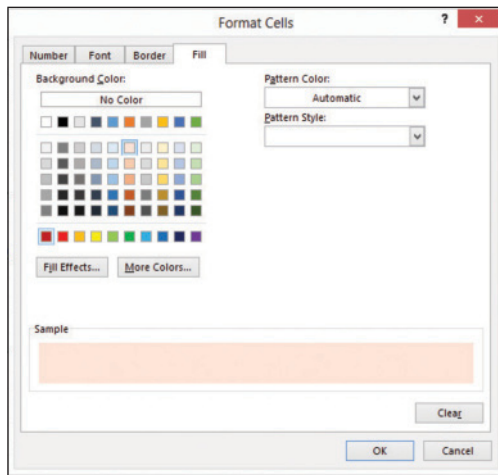 Format Cells
? ×
Number Font Border Fill
Background Color:
No Color
Pattern Color:
Automatic
Pattern Style:
Fill Effects... More Colors...
Sample
Clear
OK Cancel